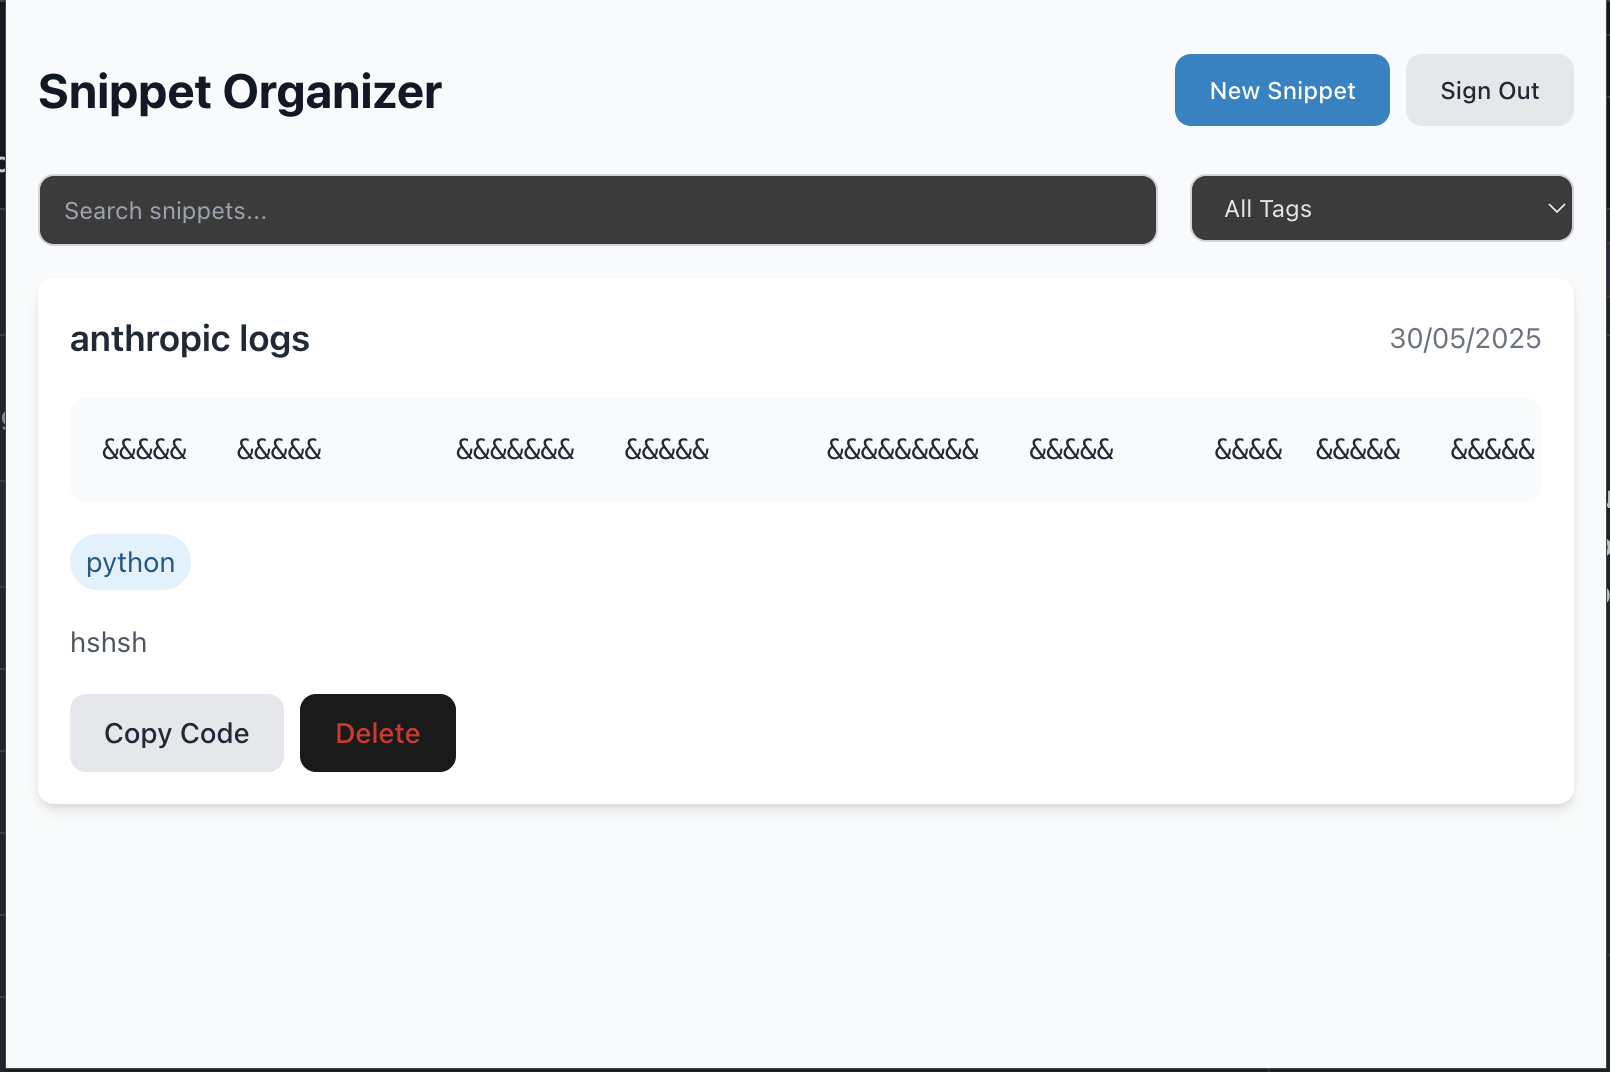 Snippet Organizer
New Snippet
Sign Out
Search snippets...
All Tags
anthropic logs
30/05/2025
&&&&& &&&&& &&&&&&& &&&&& &&&&&&&&& &&&&& &&&& &&&&& &&&&&
python
hshsh
Copy Code
Delete